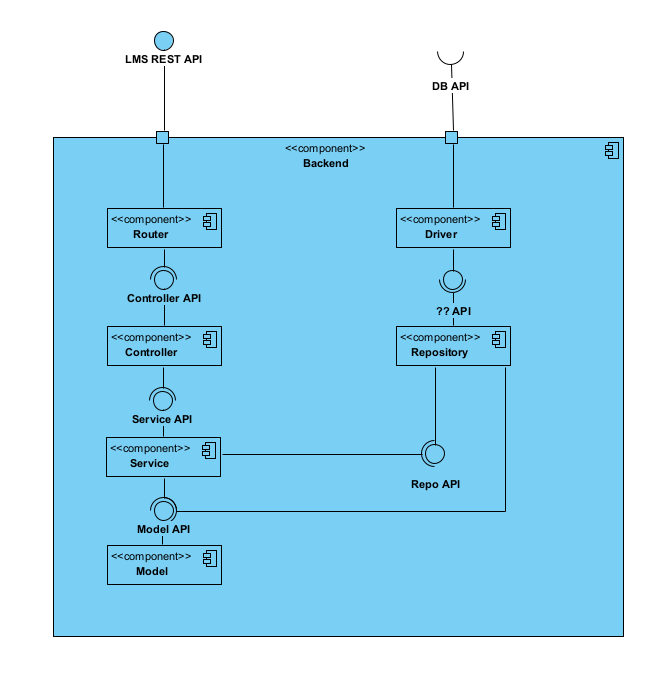 LMS REST API
DB API
<<component>>
Backend
<<component>>
Router
<<component>>
Driver
Controller API
?? API
<<component>>
Controller
<<component>>
Repository
Service API
<<component>>
Service
Repo API
Model API
<<component>>
Model